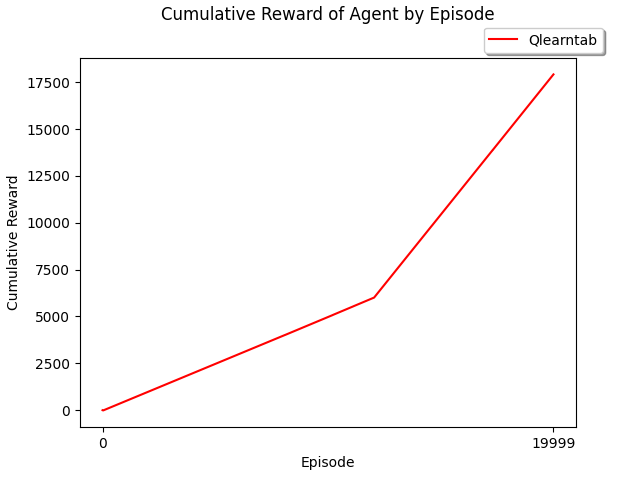 Cumulative Reward of Agent by Episode
Qlearntab
17500
15000
12500
10000
7500
5000
2500
0
Cumulative Reward
0
19999
Episode